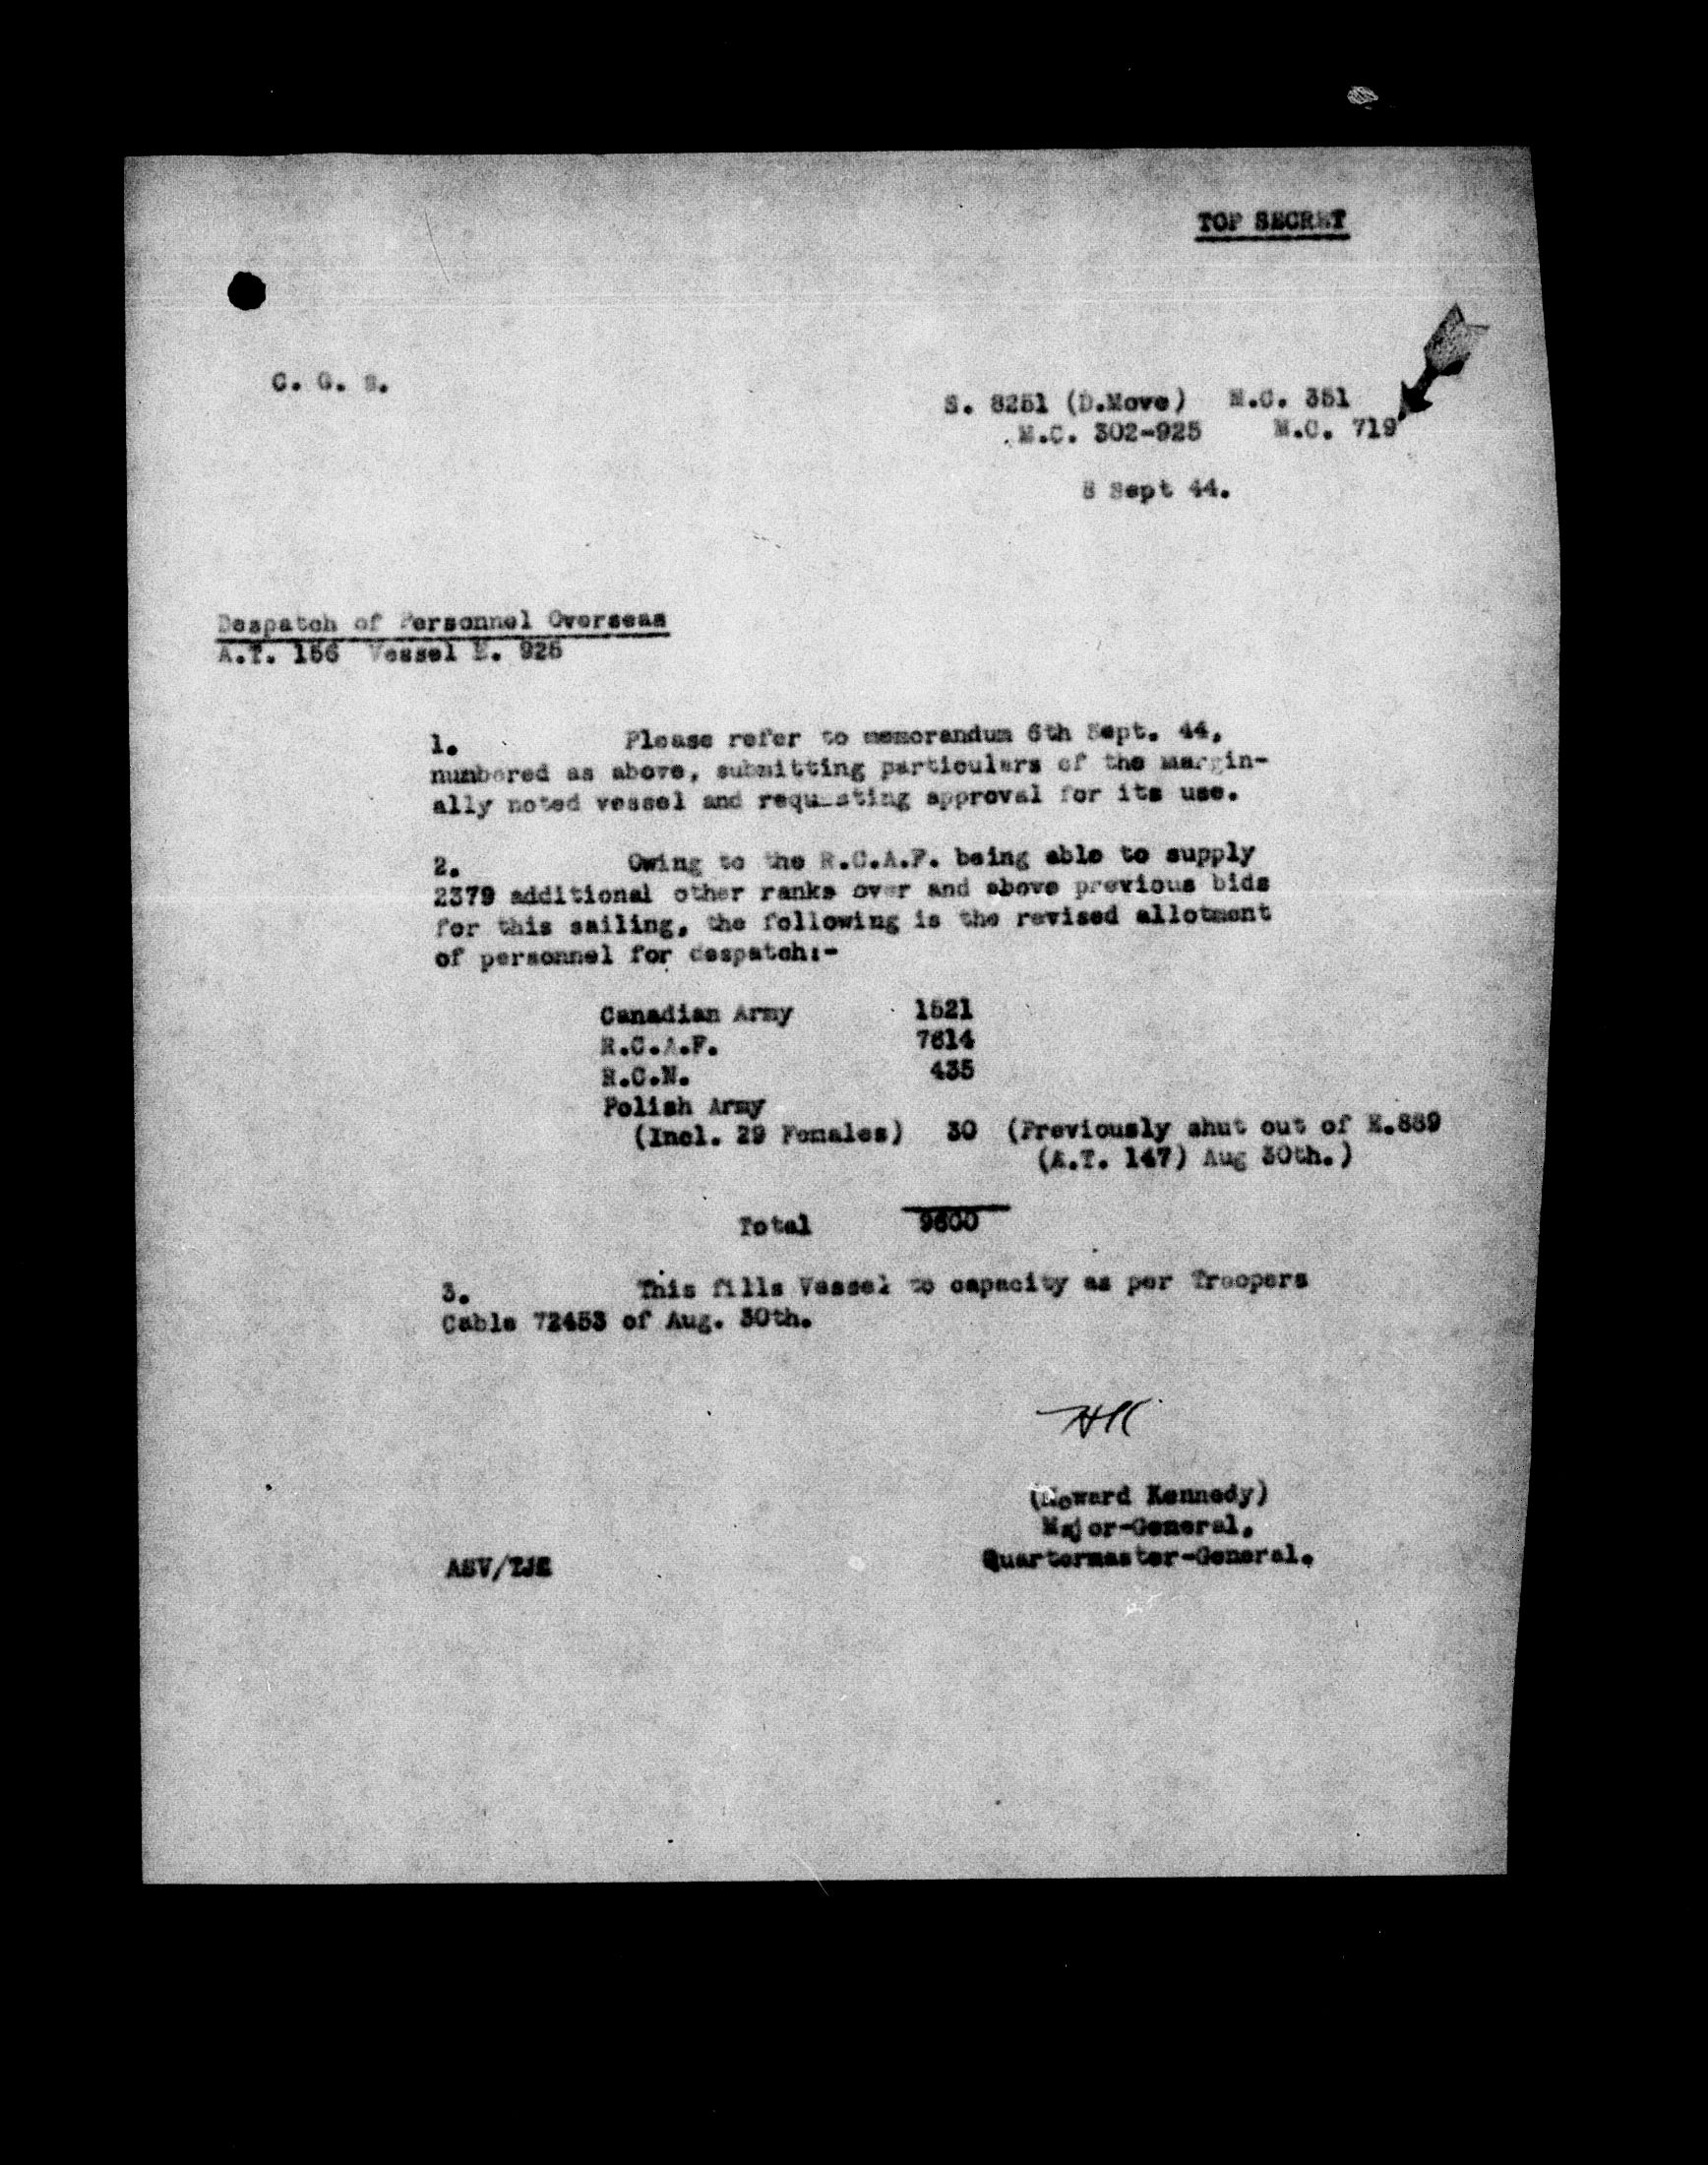 TOP SECRET
C. G. S.
S. 8251 (D.Move) M.C. 351
M.C. 302-925 M.C. 719
8 Sept 44.
Despatch of Personnel Overseas
A.T. 156 Vessel E. 925
1. Please refer to memorandum 6th Sept. 44,
numbered as above, submitting particulars of the margin-
ally noted vessel and requesting approval for its use.
2. Owing to the R.C.A.F. being able to supply
2379 additional other ranks over and above previous bids
for this sailing, the following is the revised allotment
of personnel for despatch:-
Canadian Army 1521
R.C.A.F. 7614
R.C.N. 435
Polish Army
(Incl. 29 Females) 30 (Previously shut out of E.889
(A.T. 147) Aug 30th.)
Total 9600
3. This fills Vessel to capacity as per Troopers
Cable 72453 of Aug. 30th.
HK
(Howard Kennedy)
Major-General,
Quartermaster-General.